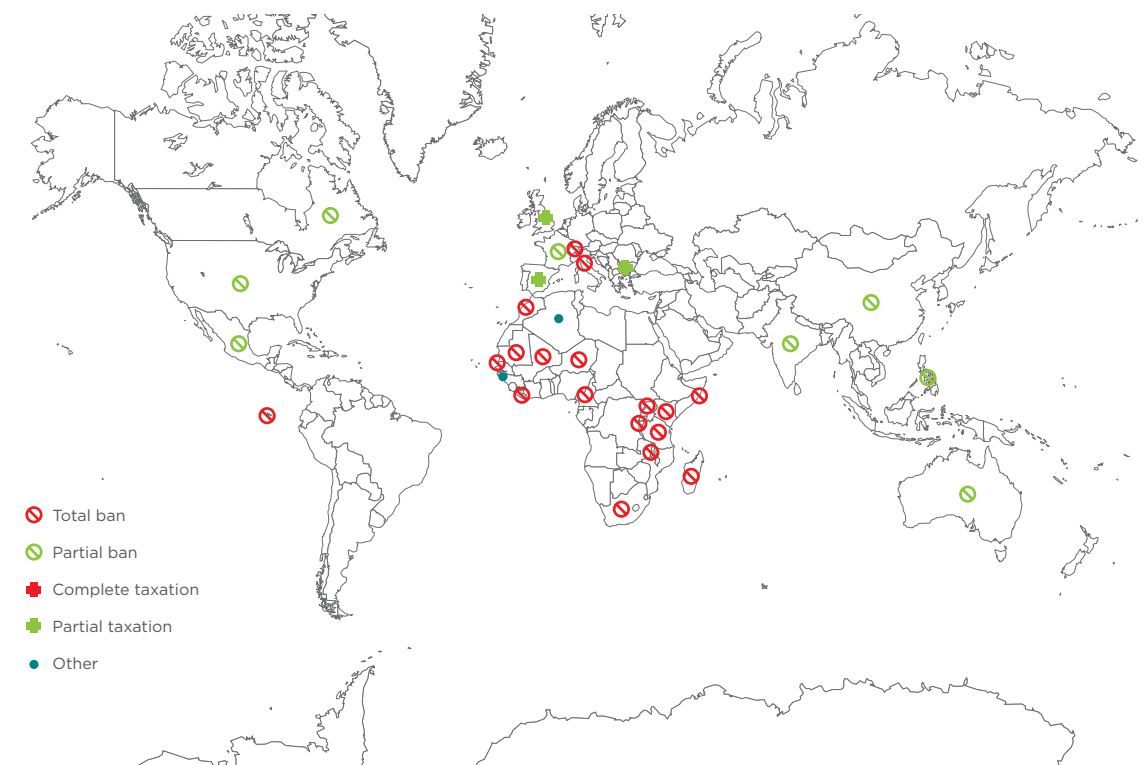 Total ban
Partial ban
Complete taxation
Partial taxation
Other